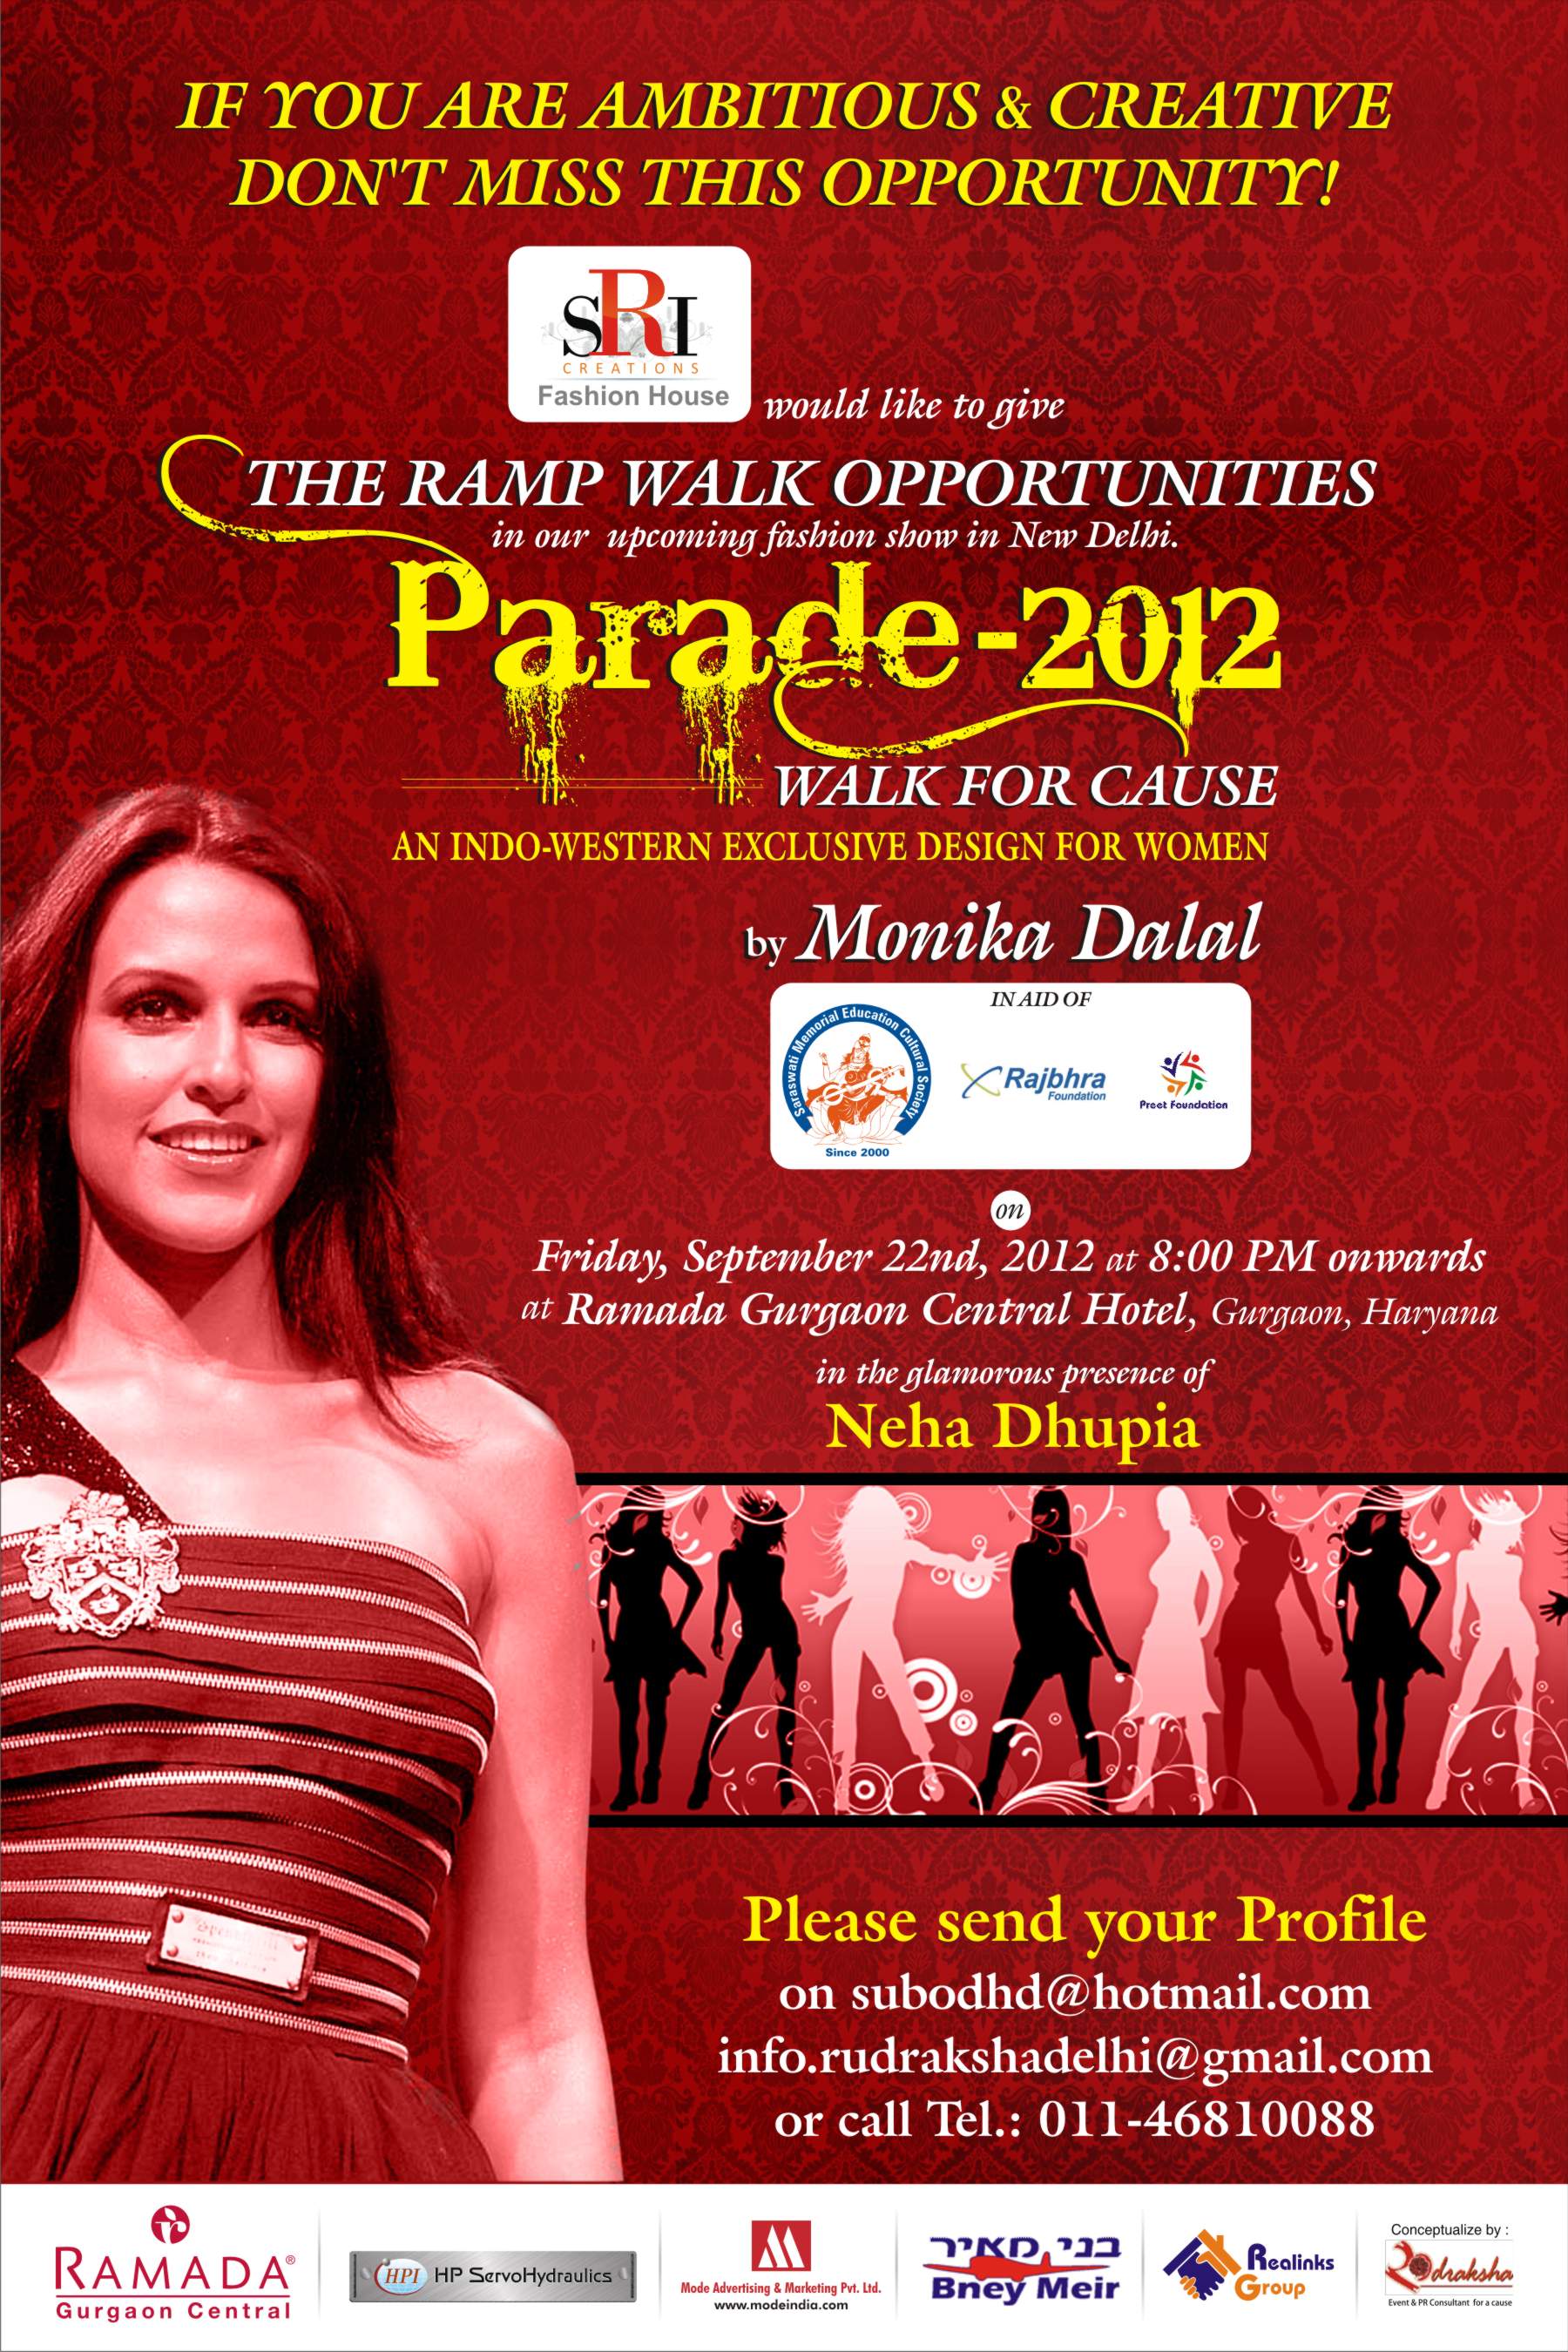 IF YOU ARE AMBITIOUS & CREATIVE
DON'T MISS THIS OPPORTUNITY!
SRI
CREATIONS
Fashion House
would like to give
THE RAMP WALK OPPORTUNITIES
in our upcoming fashion show in New Delhi.
Parade-2012
WALK FOR CAUSE
AN INDO-WESTERN EXCLUSIVE DESIGN FOR WOMEN
by Monika Dalal
IN AID OF
Saraswati Memorial Education Cultural Society
Since 2000
Rajbhra
Foundation
Preet Foundation
on
Friday, September 22nd, 2012 at 8:00 PM onwards
at Ramada Gurgaon Central Hotel, Gurgaon, Haryana
in the glamorous presence of
Neha Dhupia
Please send your Profile
on subodhd@hotmail.com
info.rudrakshadelhi@gmail.com
or call Tel.: 011-46810088
RAMADA®
Gurgaon Central
HPI HP ServoHydraulics
Mode Advertising & Marketing Pvt. Ltd.
www.modeindia.com
בני מאיר
Bney Meir
Realinks
Group
Conceptualize by :
Rudraksha
Event & PR Consultant for a cause